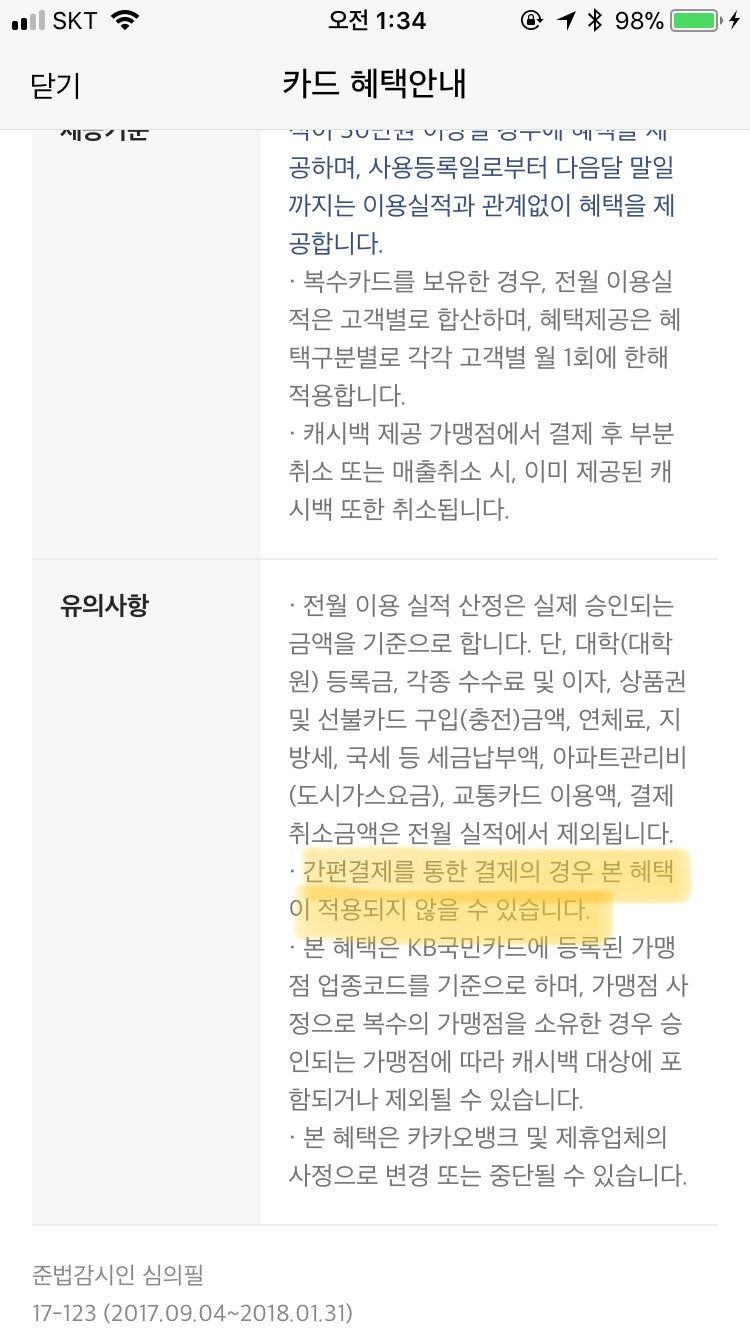 SKT 오전 1:34 98%
닫기 카드 혜택안내
제공기준
적이 30만원 이상일 경우에 혜택을 제
공하며, 사용등록일로부터 다음달 말일
까지는 이용실적과 관계없이 혜택을 제
공합니다.
· 복수카드를 보유한 경우, 전월 이용실
적은 고객별로 합산하며, 혜택제공은 혜
택구분별로 각각 고객별 월 1회에 한해
적용합니다.
· 캐시백 제공 가맹점에서 결제 후 부분
취소 또는 매출취소 시, 이미 제공된 캐
시백 또한 취소됩니다.
유의사항
· 전월 이용 실적 산정은 실제 승인되는
금액을 기준으로 합니다. 단, 대학(대학
원) 등록금, 각종 수수료 및 이자, 상품권
및 선불카드 구입(충전)금액, 연체료, 지
방세, 국세 등 세금납부액, 아파트관리비
(도시가스요금), 교통카드 이용액, 결제
취소금액은 전월 실적에서 제외됩니다.
· 간편결제를 통한 결제의 경우 본 혜택
이 적용되지 않을 수 있습니다.
· 본 혜택은 KB국민카드에 등록된 가맹
점 업종코드를 기준으로 하며, 가맹점 사
정으로 복수의 가맹점을 소유한 경우 승
인되는 가맹점에 따라 캐시백 대상에 포
함되거나 제외될 수 있습니다.
· 본 혜택은 카카오뱅크 및 제휴업체의
사정으로 변경 또는 중단될 수 있습니다.
준법감시인 심의필
17-123 (2017.09.04~2018.01.31)